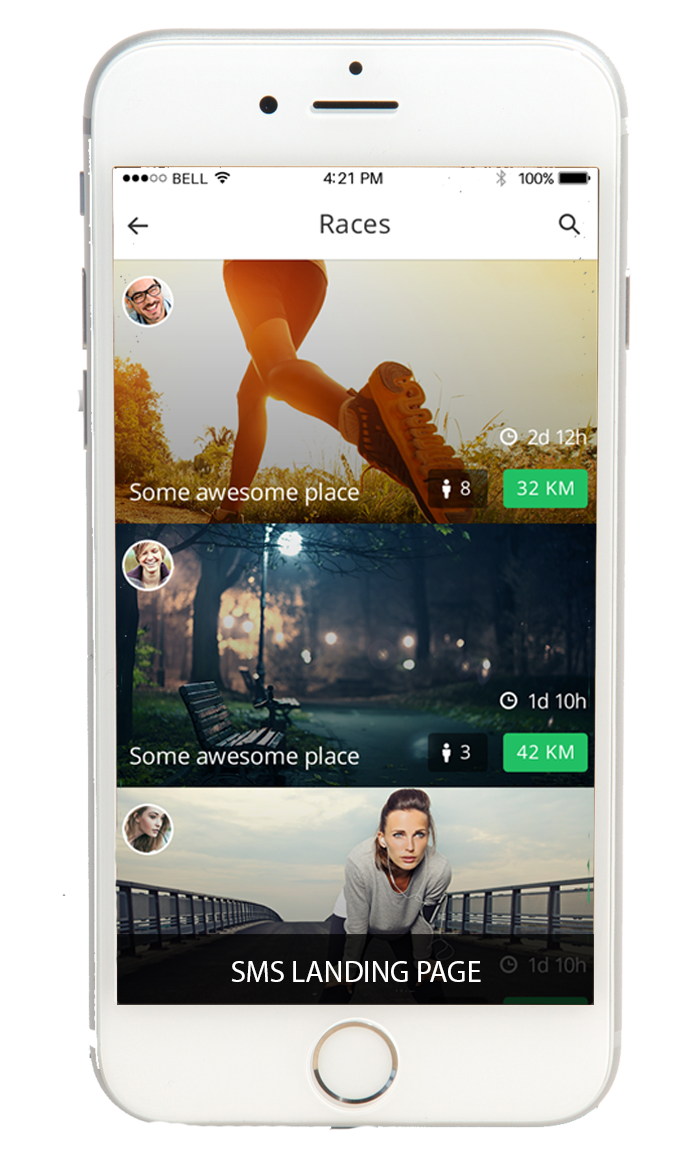 BELL 4:21 PM 100%
Races
2d 12h
Some awesome place 8 32 KM
1d 10h
Some awesome place 3 42 KM
SMS LANDING PAGE 1d 10h